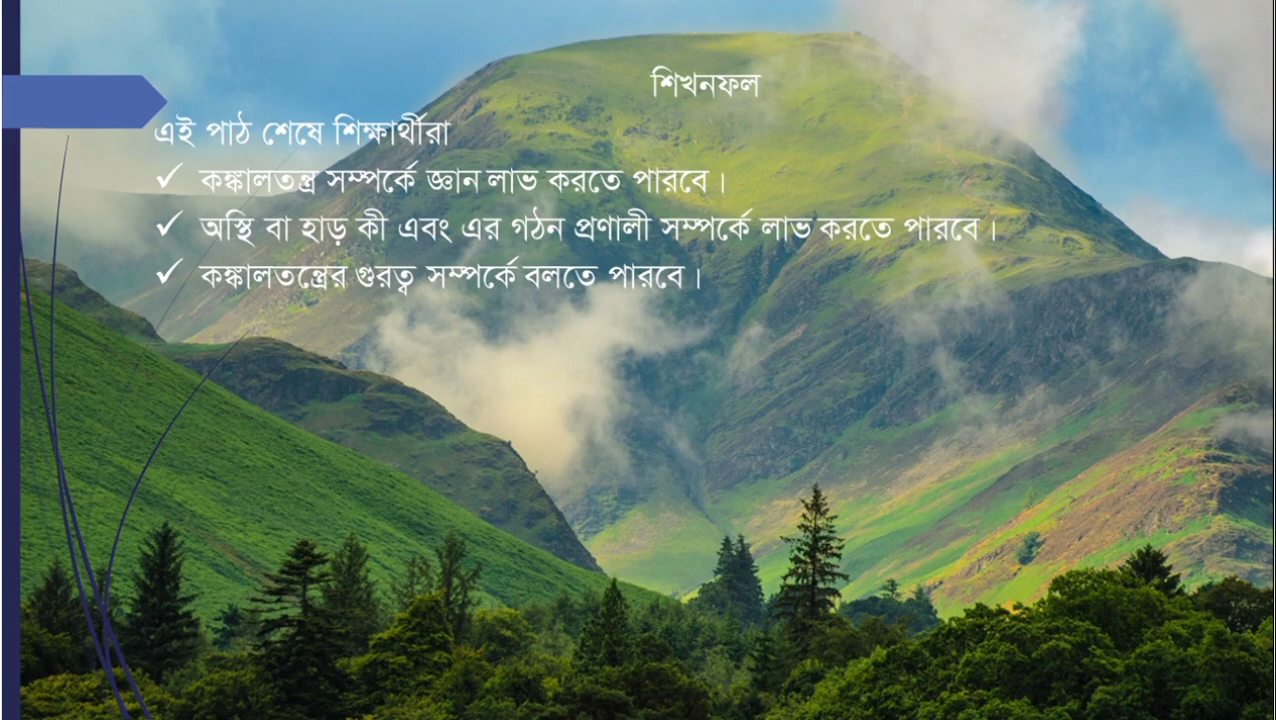 শিখনফল
এই পাঠ শেষে শিক্ষার্থীরা
✓ কঙ্কালতন্ত্র সম্পর্কে জ্ঞান লাভ করতে পারবে।
✓ অস্থি বা হাড় কী এবং এর গঠন প্রণালী সম্পর্কে লাভ করতে পারবে।
✓ কঙ্কালতন্ত্রের গুরত্ব সম্পর্কে বলতে পারবে।